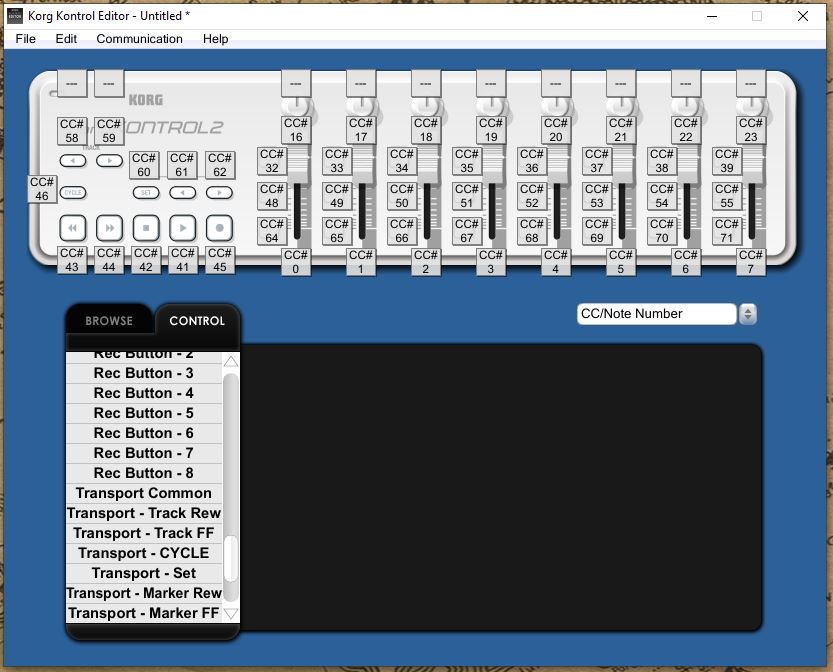 Korg Kontrol Editor - Untitled *
File Edit Communication Help
--- --- --- --- --- --- --- --- --- ---
KORG
ONTROL2
CC# 58
CC# 59
TRACK
CC# 60
CC# 61
CC# 62
CC# 46
CYCLE
SET
CC# 43
CC# 44
CC# 42
CC# 41
CC# 45
CC# 16
CC# 17
CC# 18
CC# 19
CC# 20
CC# 21
CC# 22
CC# 23
CC# 32
CC# 33
CC# 34
CC# 35
CC# 36
CC# 37
CC# 38
CC# 39
CC# 48
CC# 49
CC# 50
CC# 51
CC# 52
CC# 53
CC# 54
CC# 55
CC# 64
CC# 65
CC# 66
CC# 67
CC# 68
CC# 69
CC# 70
CC# 71
CC# 0
CC# 1
CC# 2
CC# 3
CC# 4
CC# 5
CC# 6
CC# 7
BROWSE CONTROL
CC/Note Number
Rec Button - 2
Rec Button - 3
Rec Button - 4
Rec Button - 5
Rec Button - 6
Rec Button - 7
Rec Button - 8
Transport Common
Transport - Track Rew
Transport - Track FF
Transport - CYCLE
Transport - Set
Transport - Marker Rew
Transport - Marker FF